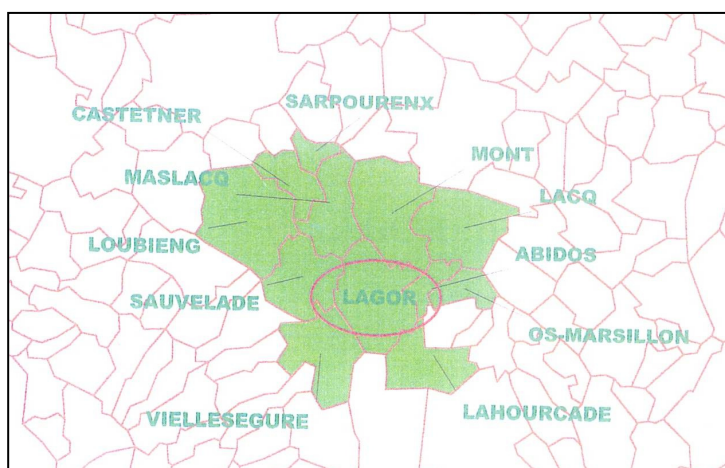 SARPOURENX
CASTETNER
MONT
MASLACQ
LACQ
LOUBIENG
ABIDOS
SAUVELADE
LAGOR
OS-MARSILLON
VIELLESEGURE
LAHOURCADE